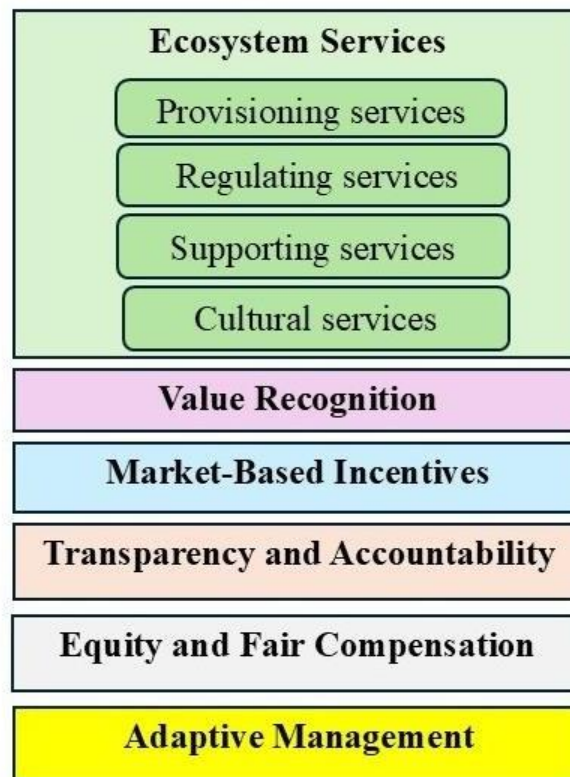 Ecosystem Services
Provisioning services
Regulating services
Supporting services
Cultural services
Value Recognition
Market-Based Incentives
Transparency and Accountability
Equity and Fair Compensation
Adaptive Management